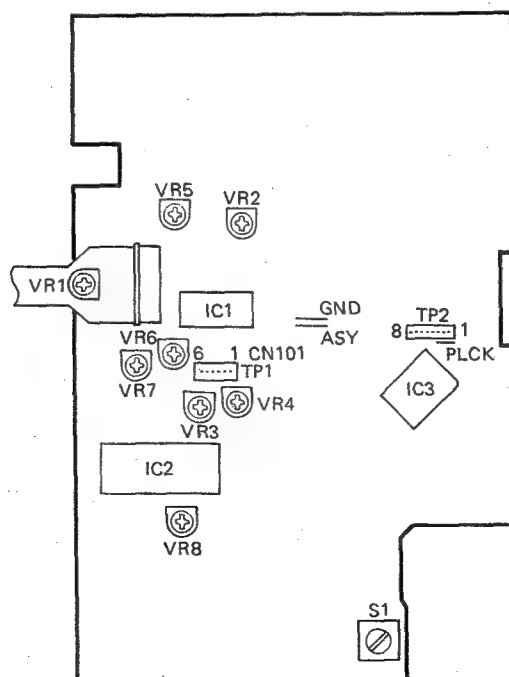 VR5
VR2
VR1
IC1
GND
ASY
TP2
8 1
PLCK
VR6
6 1 CN101
TP1
VR7
IC3
VR4
VR3
IC2
VR8
S1